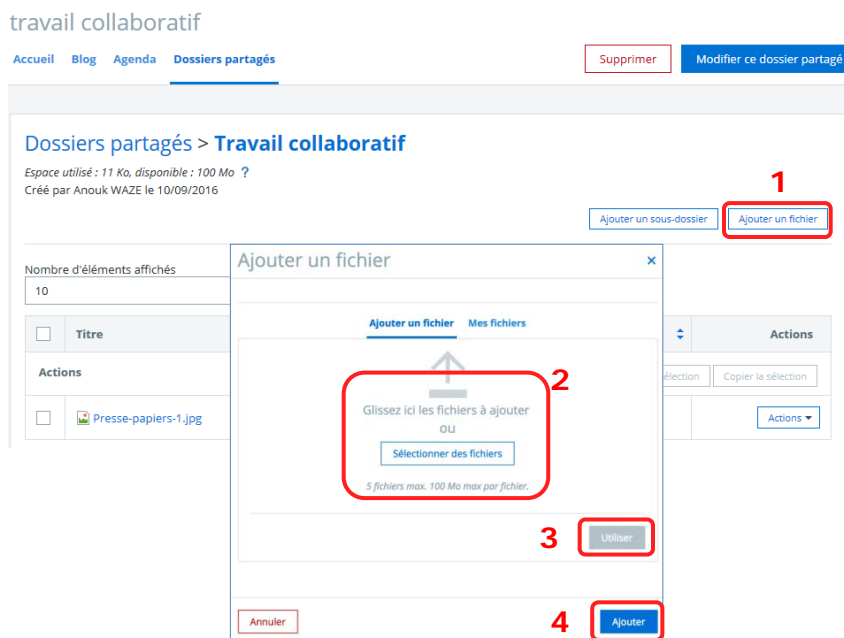 travail collaboratif
Accueil Blog Agenda Dossiers partagés
Supprimer
Modifier ce dossier partagé
Dossiers partagés > Travail collaboratif
Espace utilisé : 11 Ko, disponible : 100 Mo ?
Créé par Anouk WAZE le 10/09/2016
1
Ajouter un sous-dossier
Ajouter un fichier
Nombre d'éléments affichés
10
Titre
Actions
Actions
élection
Copier la sélection
Presse-papiers-1.jpg
Actions
Ajouter un fichier
×
Ajouter un fichier Mes fichiers
2
Glissez ici les fichiers à ajouter
ou
Sélectionner des fichiers
5 fichiers max. 100 Mo max par fichier.
3
Utiliser
Annuler
4
Ajouter